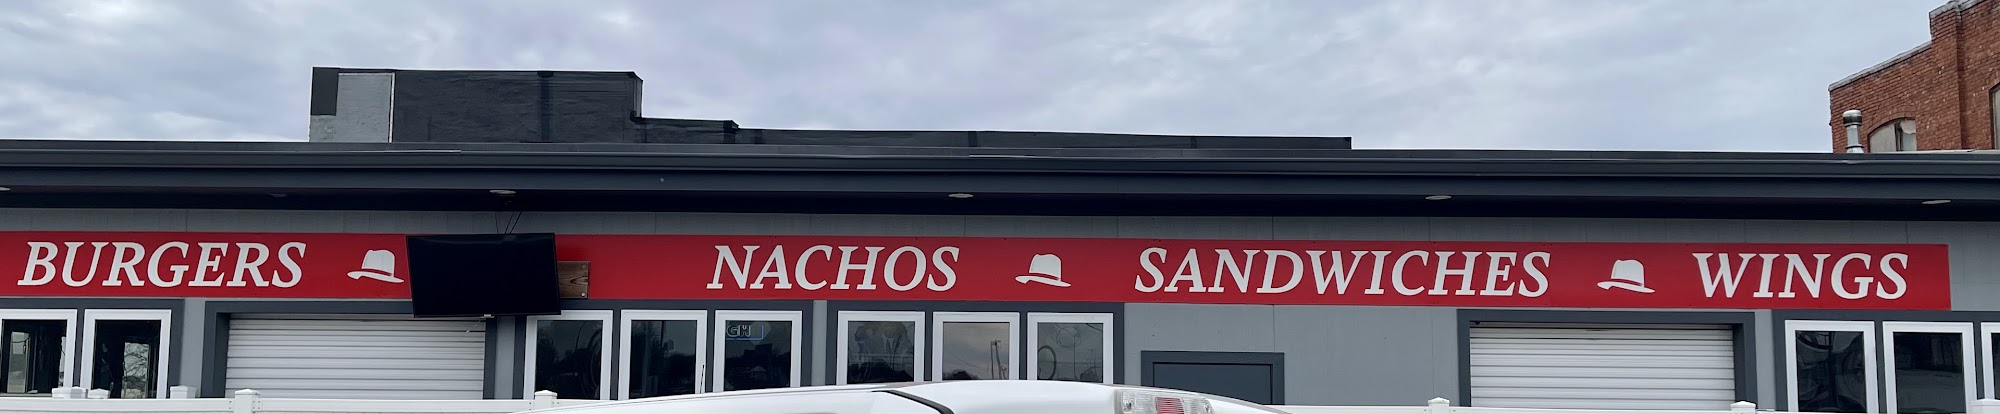 BURGERS NACHOS SANDWICHES WINGS